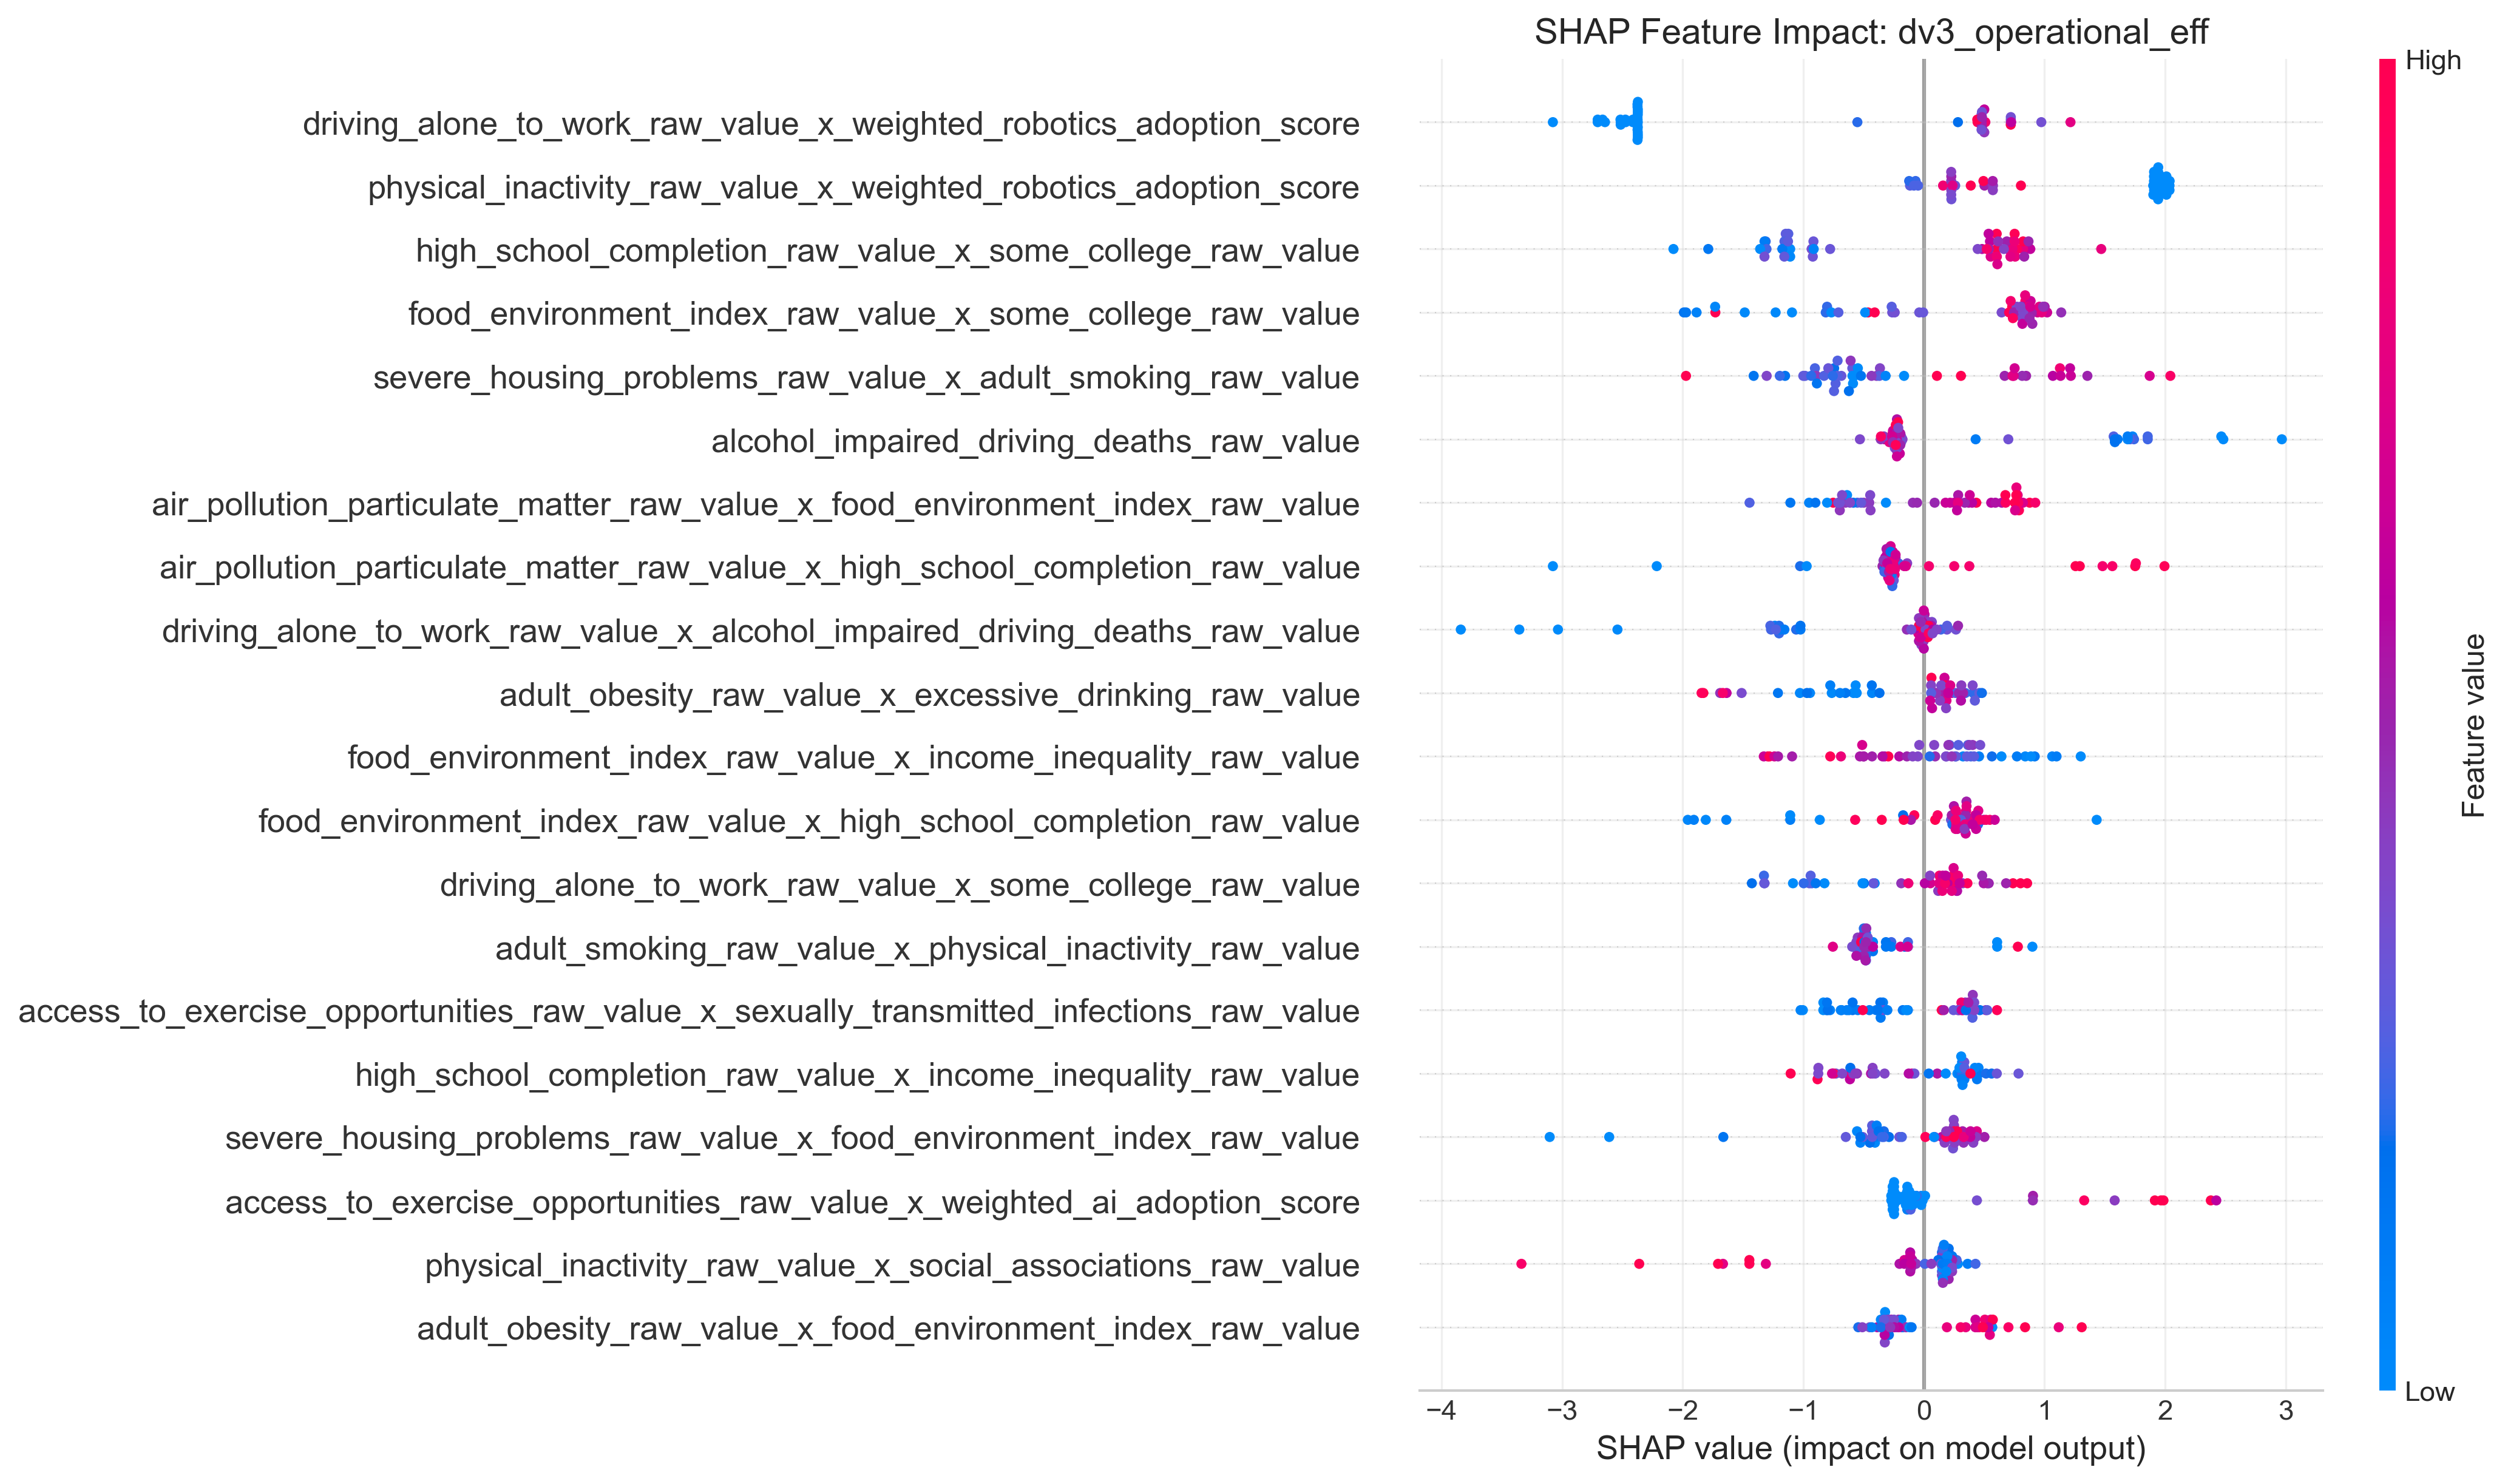 SHAP Feature Impact: dv3_operational_eff
High
driving_alone_to_work_raw_value_x_weighted_robotics_adoption_score
physical_inactivity_raw_value_x_weighted_robotics_adoption_score
high_school_completion_raw_value_x_some_college_raw_value
food_environment_index_raw_value_x_some_college_raw_value
severe_housing_problems_raw_value_x_adult_smoking_raw_value
alcohol_impaired_driving_deaths_raw_value
air_pollution_particulate_matter_raw_value_x_food_environment_index_raw_value
air_pollution_particulate_matter_raw_value_x_high_school_completion_raw_value
driving_alone_to_work_raw_value_x_alcohol_impaired_driving_deaths_raw_value
adult_obesity_raw_value_x_excessive_drinking_raw_value
food_environment_index_raw_value_x_income_inequality_raw_value
food_environment_index_raw_value_x_high_school_completion_raw_value
driving_alone_to_work_raw_value_x_some_college_raw_value
adult_smoking_raw_value_x_physical_inactivity_raw_value
access_to_exercise_opportunities_raw_value_x_sexually_transmitted_infections_raw_value
high_school_completion_raw_value_x_income_inequality_raw_value
severe_housing_problems_raw_value_x_food_environment_index_raw_value
access_to_exercise_opportunities_raw_value_x_weighted_ai_adoption_score
physical_inactivity_raw_value_x_social_associations_raw_value
adult_obesity_raw_value_x_food_environment_index_raw_value
Feature value
Low
−4 −3 −2 −1 0 1 2 3
SHAP value (impact on model output)